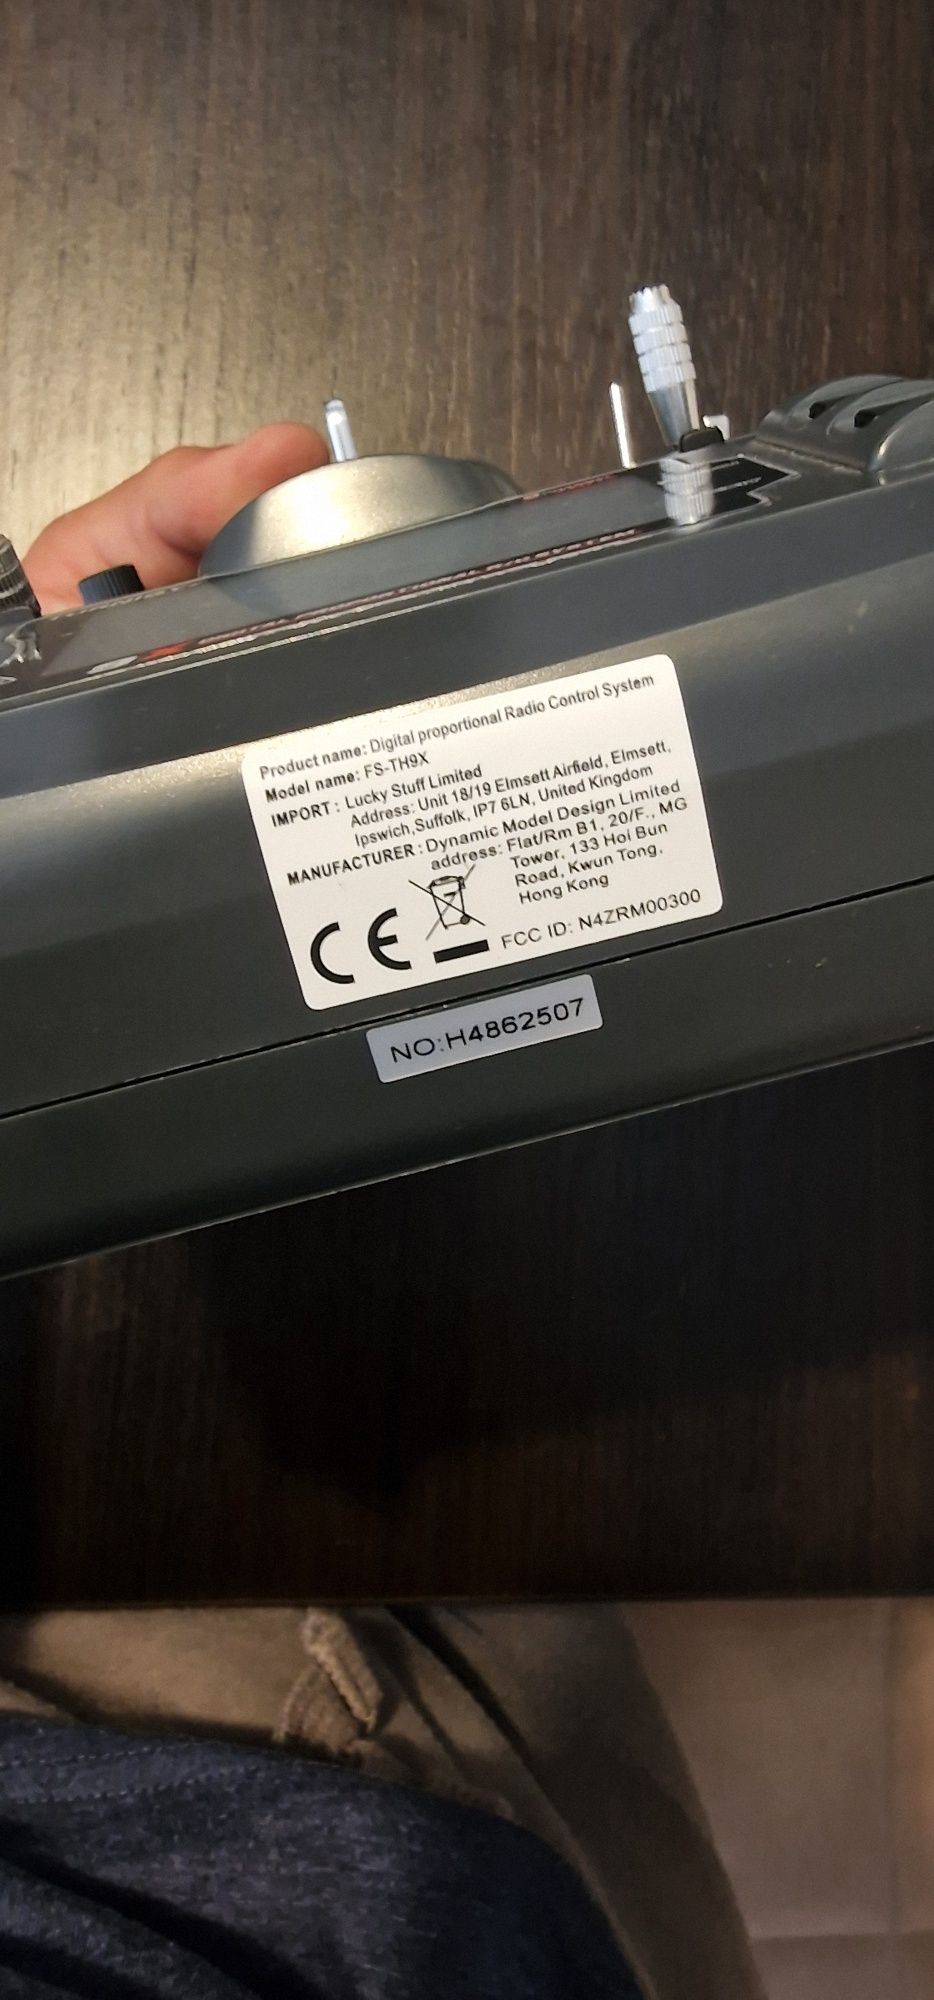 Product name: Digital proportional Radio Control System
Model name: FS-TH9X
IMPORT : Lucky Stuff Limited
Address: Unit 18/19 Elmsett Airfield, Elmsett,
Ipswich,Suffolk, IP7 6LN, United Kingdom
MANUFACTURER : Dynamic Model Design Limited
address: Flat/Rm B1, 20/F., MG
Tower, 133 Hoi Bun
Road, Kwun Tong,
Hong Kong
CE
FCC ID: N4ZRM00300
NO:H4862507